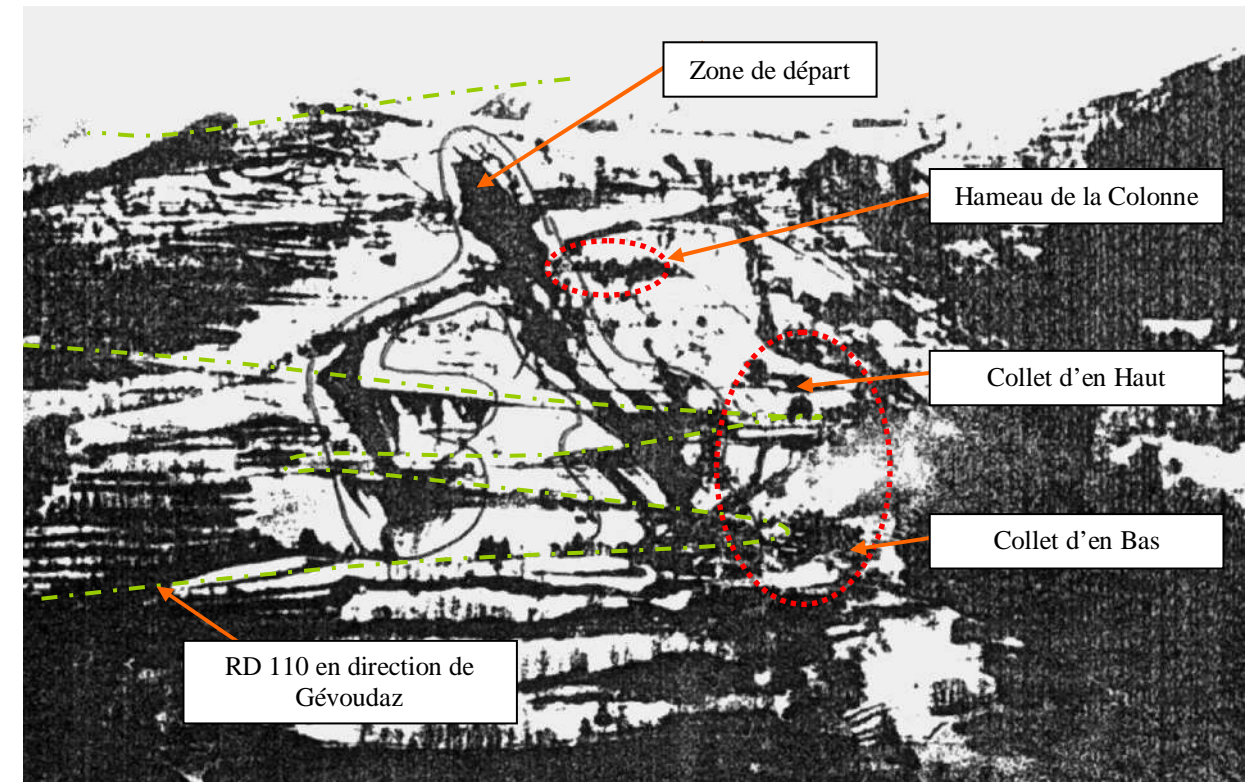 Zone de départ
Hameau de la Colonne
Collet d’en Haut
Collet d’en Bas
RD 110 en direction de
Gévoudaz